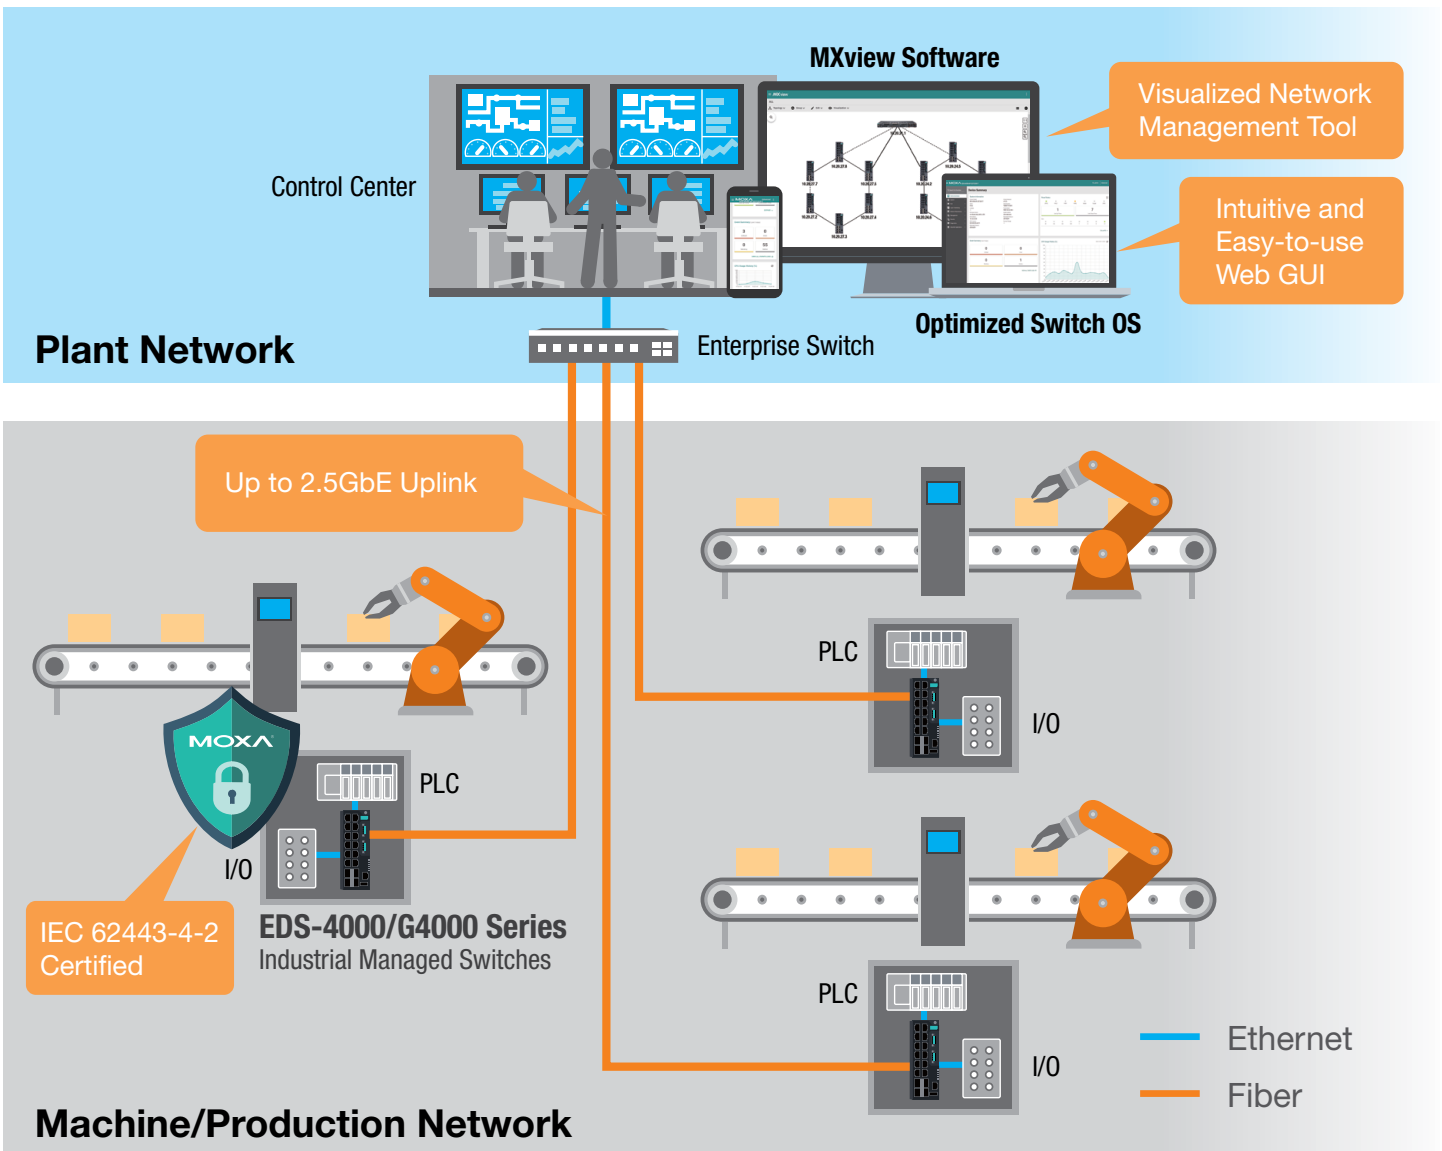 MXview Software
Visualized Network
Management Tool
Control Center
MOXA
Intuitive and
Easy-to-use
Web GUI
Optimized Switch OS
Plant Network
Enterprise Switch
Up to 2.5GbE Uplink
PLC
I/O
MOXA
PLC
I/O
IEC 62443-4-2
Certified
EDS-4000/G4000 Series
Industrial Managed Switches
PLC
I/O
Ethernet
Fiber
Machine/Production Network